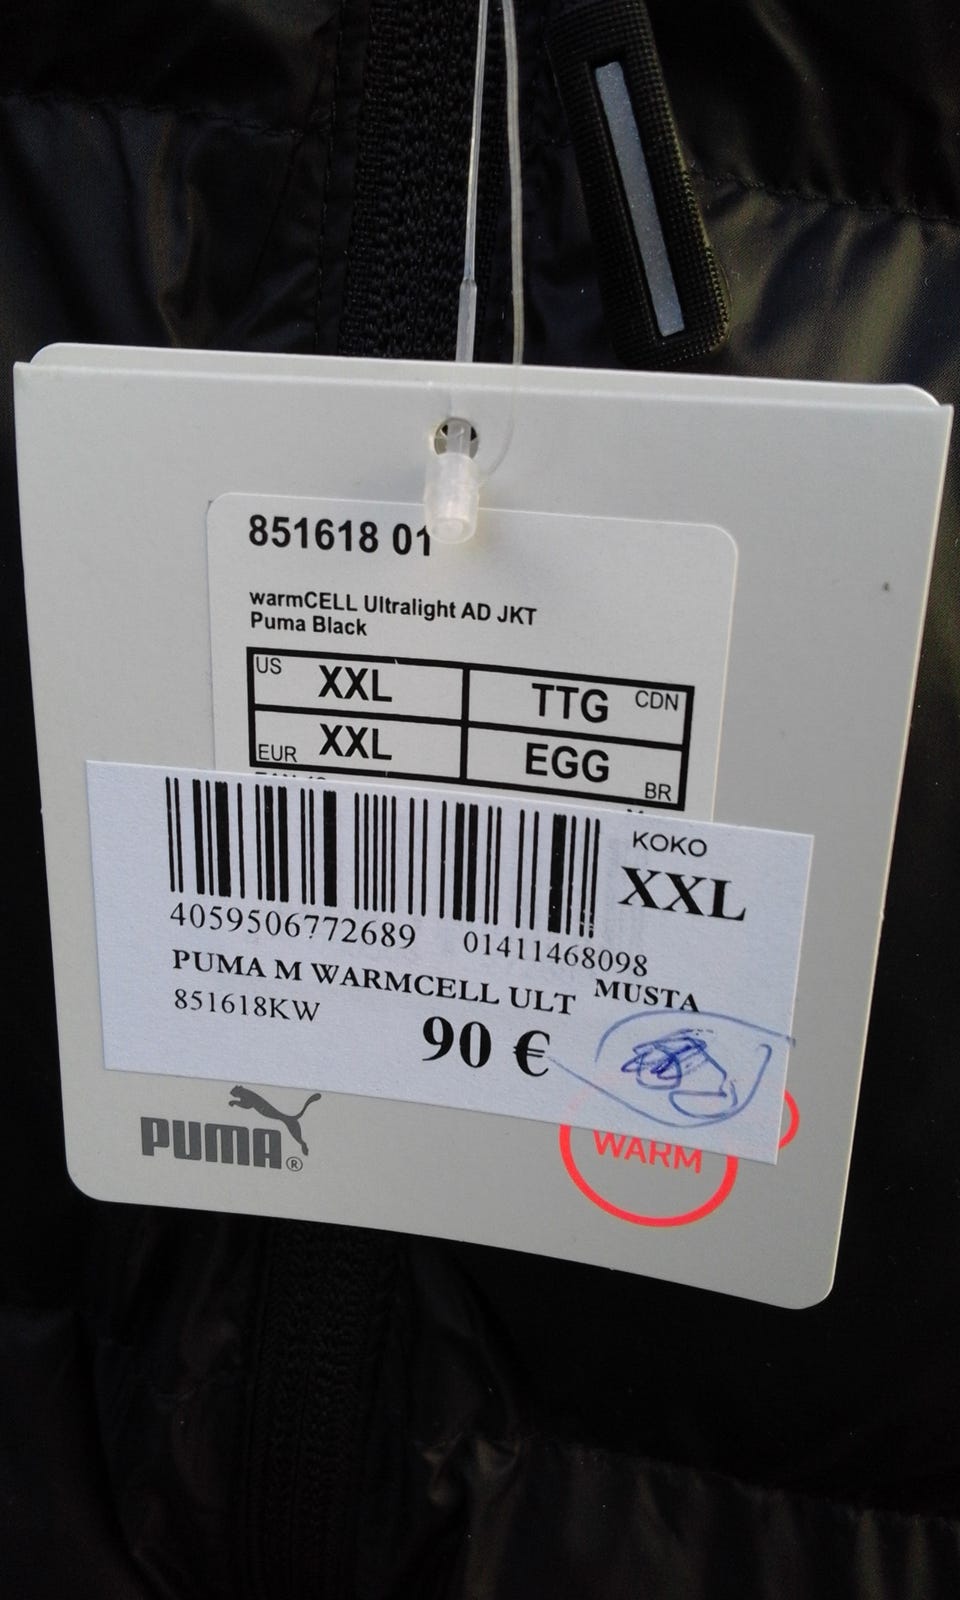 851618 01
warmCELL Ultralight AD JKT
Puma Black
US XXL TTG CDN
EUR XXL EGG BR
KOKO
XXL
4059506772689 01411468098
PUMA M WARMCELL ULT MUSTA
851618KW
90 €
PUMA®
WARM